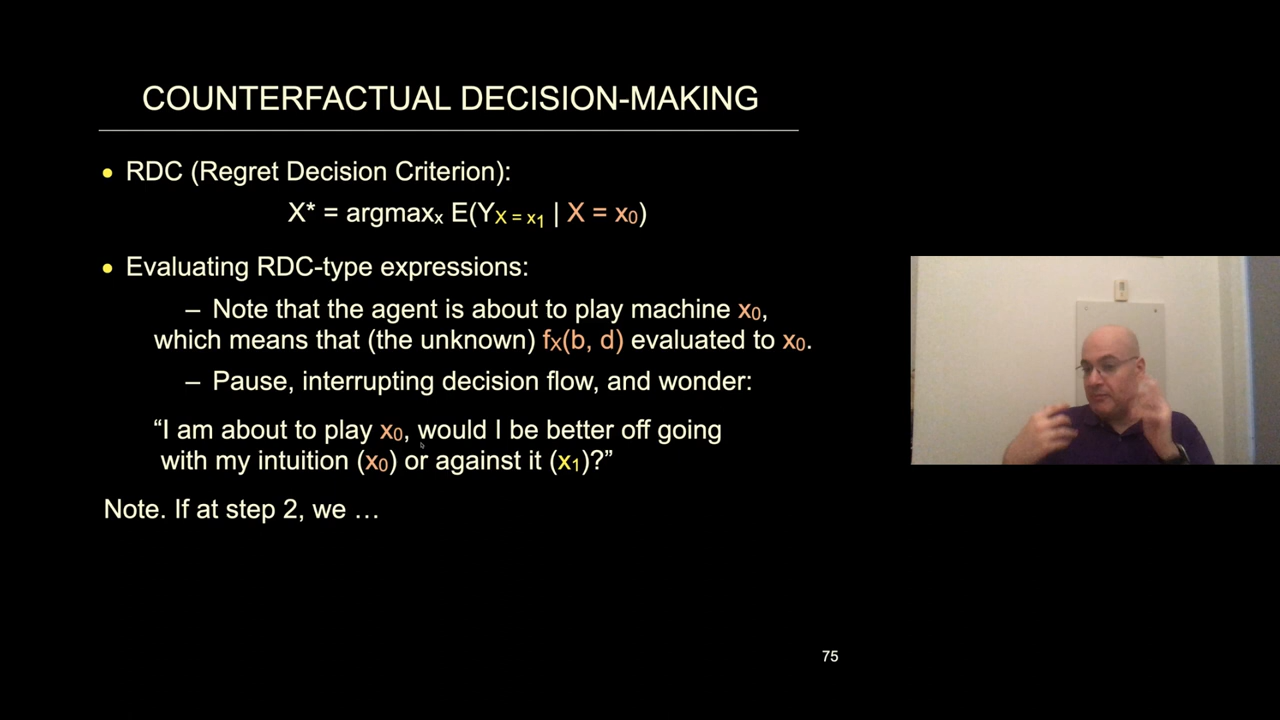 COUNTERFACTUAL DECISION-MAKING
• RDC (Regret Decision Criterion):
X* = argmaxₓ E(Y_{X = x₁} | X = x₀)
• Evaluating RDC-type expressions:
– Note that the agent is about to play machine x₀,
which means that (the unknown) fₓ(b, d) evaluated to x₀.
– Pause, interrupting decision flow, and wonder:
“I am about to play x₀, would I be better off going
with my intuition (x₀) or against it (x₁)?”
Note. If at step 2, we …
75